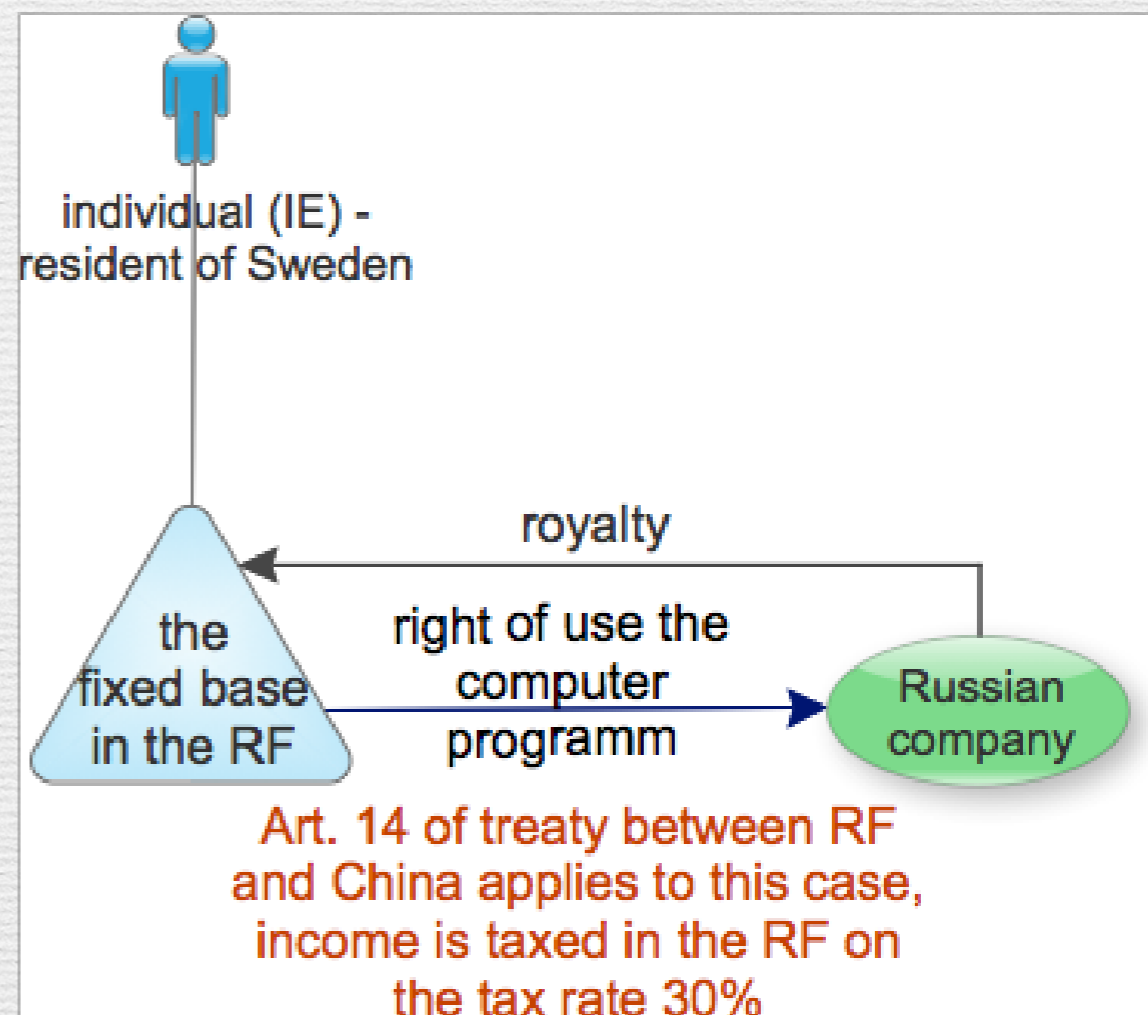 individual (IE) -
resident of Sweden
royalty
the
fixed base
in the RF
right of use the
computer
programm
Russian
company
Art. 14 of treaty between RF
and China applies to this case,
income is taxed in the RF on
the tax rate 30%